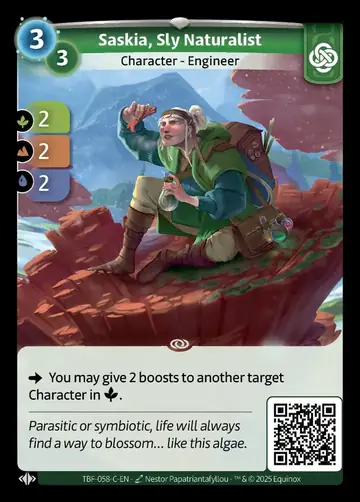 3
3
Saskia, Sly Naturalist
Character - Engineer
2
2
2
You may give 2 boosts to another target
Character in .
Parasitic or symbiotic, life will always
find a way to blossom... like this algae.
TBF-058-C-EN - Nestor Papatriantafyllou - ™ & © 2025 Equinox